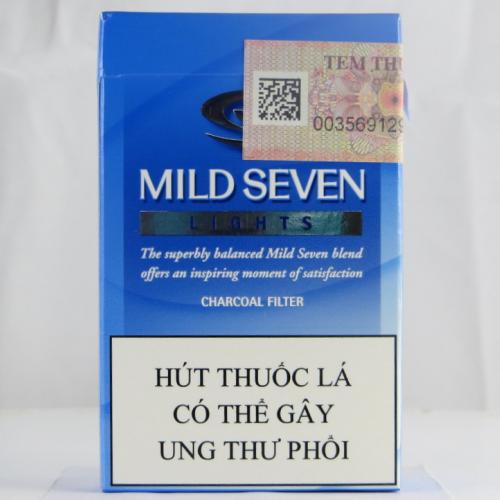 TEM THU
003569129
MILD SEVEN
LIGHTS
The superbly balanced Mild Seven blend
offers an inspiring moment of satisfaction
CHARCOAL FILTER
HÚT THUỐC LÁ
CÓ THỂ GÂY
UNG THƯ PHỔI